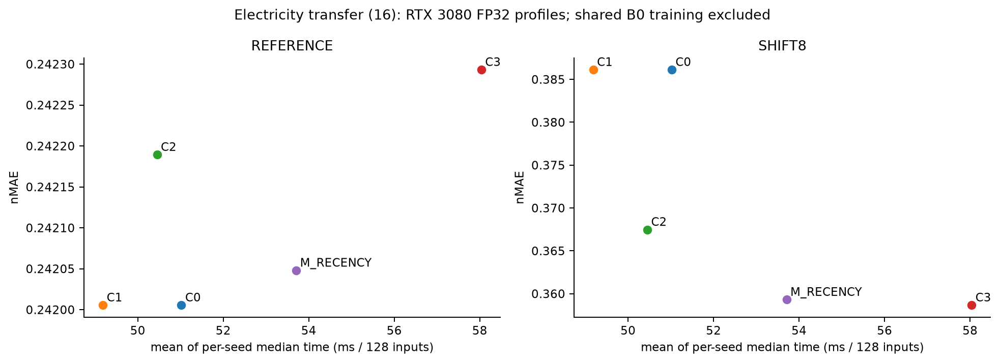 Electricity transfer (16): RTX 3080 FP32 profiles; shared B0 training excluded
REFERENCE
nMAE
0.24230
0.24225
0.24220
0.24215
0.24210
0.24205
0.24200
C3
C2
M_RECENCY
C1
C0
50
52
54
56
58
mean of per-seed median time (ms / 128 inputs)
SHIFT8
nMAE
0.385
0.380
0.375
0.370
0.365
0.360
C1
C0
C2
M_RECENCY
C3
50
52
54
56
58
mean of per-seed median time (ms / 128 inputs)